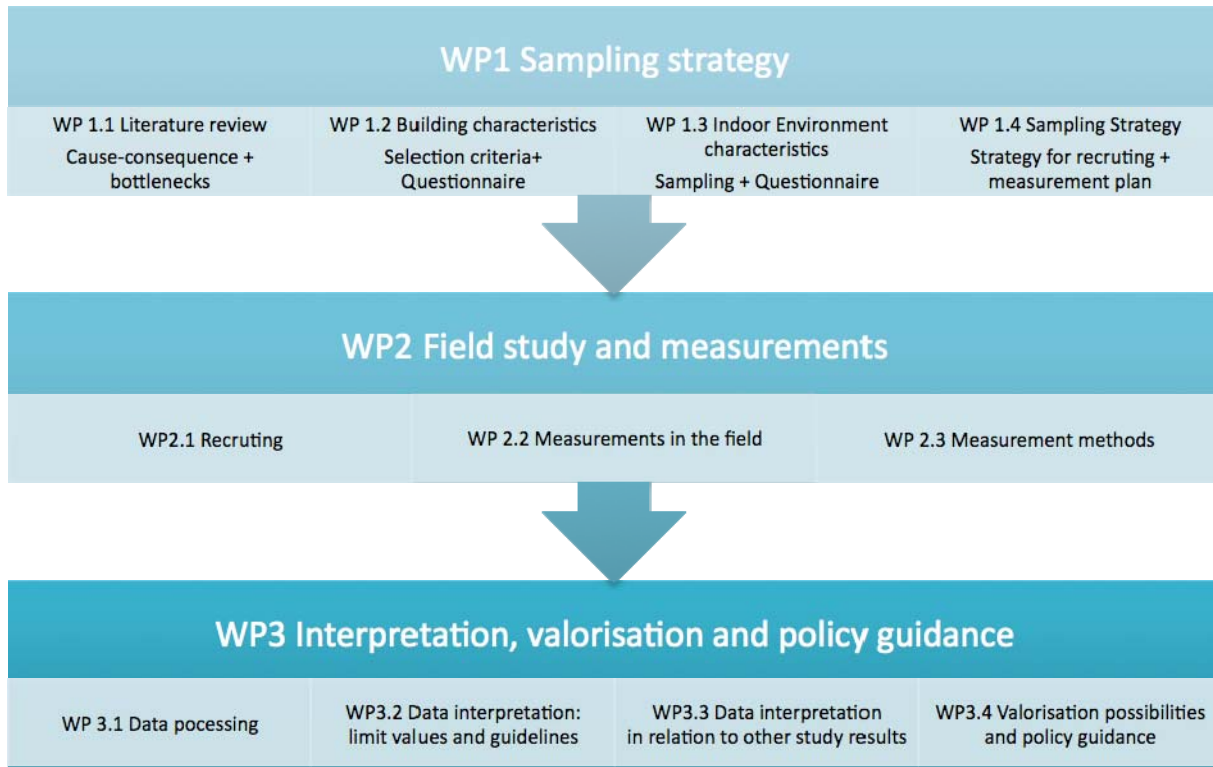 WP1 Sampling strategy
WP 1.1 Literature review
Cause-consequence +
bottlenecks
WP 1.2 Building characteristics
Selection criteria+
Questionnaire
WP 1.3 Indoor Environment
characteristics
Sampling + Questionnaire
WP 1.4 Sampling Strategy
Strategy for recruting +
measurement plan
WP2 Field study and measurements
WP2.1 Recruting
WP 2.2 Measurements in the field
WP 2.3 Measurement methods
WP3 Interpretation, valorisation and policy guidance
WP 3.1 Data pocessing
WP3.2 Data interpretation:
limit values and guidelines
WP3.3 Data interpretation
in relation to other study results
WP3.4 Valorisation possibilities
and policy guidance